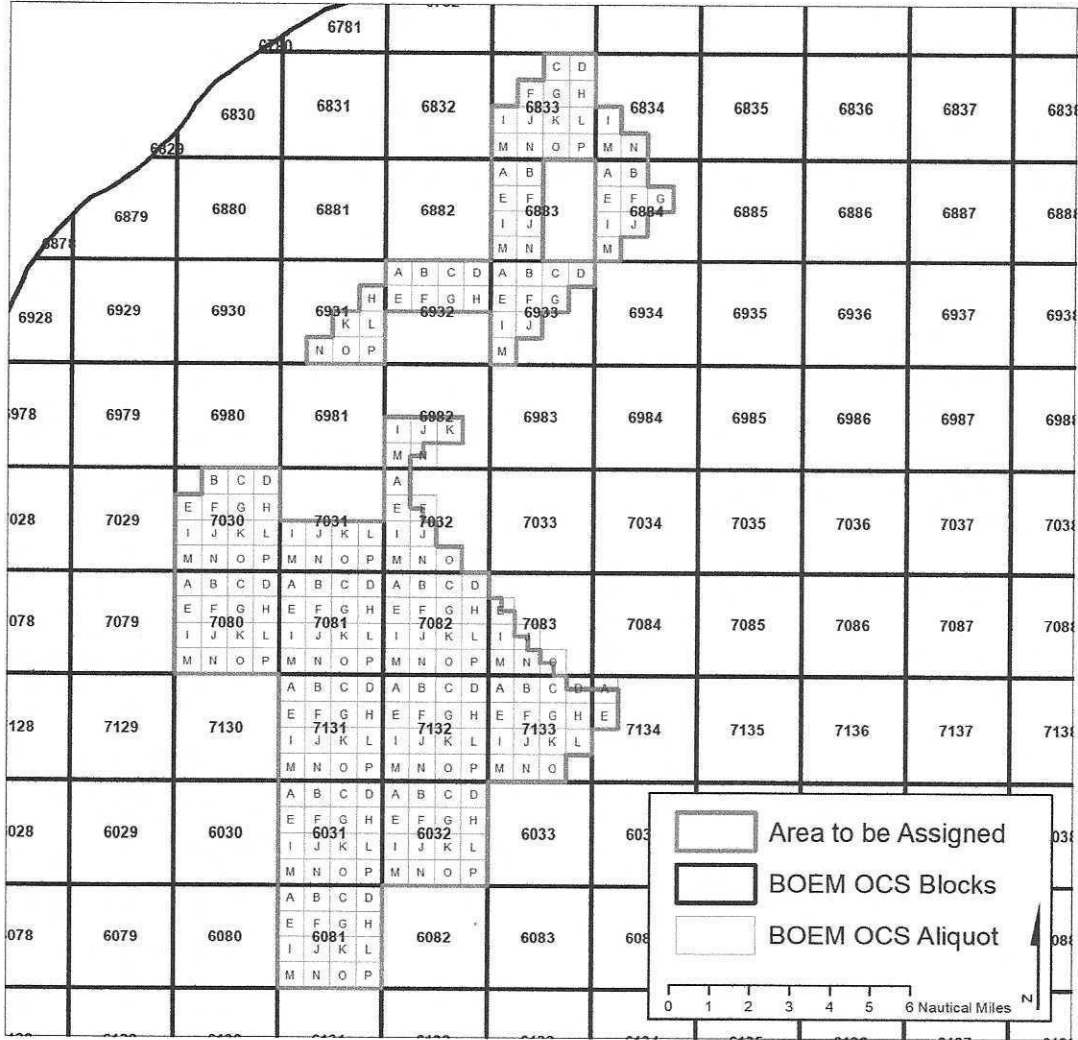 6781
6830 6831 6832 6833 6834 6835 6836 6837
C D
F G H
I J K L
M N O P
I
M N
6829
6879 6880 6881 6882 6883 6884 6885 6886 6887
6878
A B
E F
I J
M N
A B
E F G
I J
M
6928 6929 6930 6931 6932 6933 6934 6935 6936 6937
H
K L
N O P
A B C D
E F G H
A B C D
E F G
I J
M
6979 6980 6981 6982 6983 6984 6985 6986 6987
I J K
M N
7029 7030 7031 7032 7033 7034 7035 7036 7037
B C D
E F G H
I J K L
M N O P
I J K L
M N O P
A
E F
I J
M N O
7079 7080 7081 7082 7083 7084 7085 7086 7087
A B C D
E F G H
I J K L
M N O P
A B C D
E F G H
I J K L
M N O P
A B C D
E F G H
I J K L
M N O P
I
M N O
7129 7130 7131 7132 7133 7134 7135 7136 7137
A B C D
E F G H
I J K L
M N O P
A B C D
E F G H
I J K L
M N O P
A B C D
E F G H
I J K L
M N O
A
E
6029 6030 6031 6032 6033
A B C D
E F G H
I J K L
M N O P
A B C D
E F G H
I J K L
M N O P
6079 6080 6081 6082 6083
A B C D
E F G H
I J K L
M N O P
Area to be Assigned
BOEM OCS Blocks
BOEM OCS Aliquot
0 1 2 3 4 5 6 Nautical Miles
N